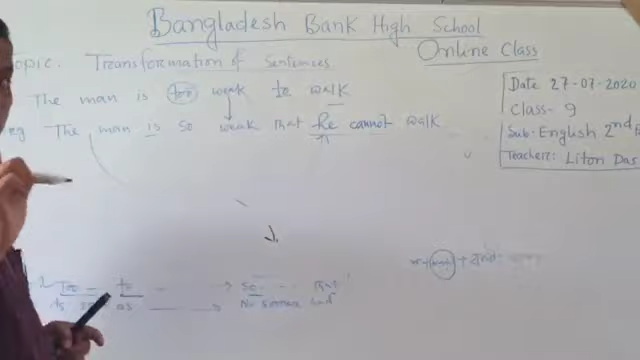 Bangladesh Bank High School
Online Class
opic. Transformation of Sentences
Date 27-07-2020
The man is too weak to walk
Class- 9
The man is so weak that he cannot walk
Sub: English 2nd
Teacher: Liton Das
Too - to - → so - - that
as as → No sooner had